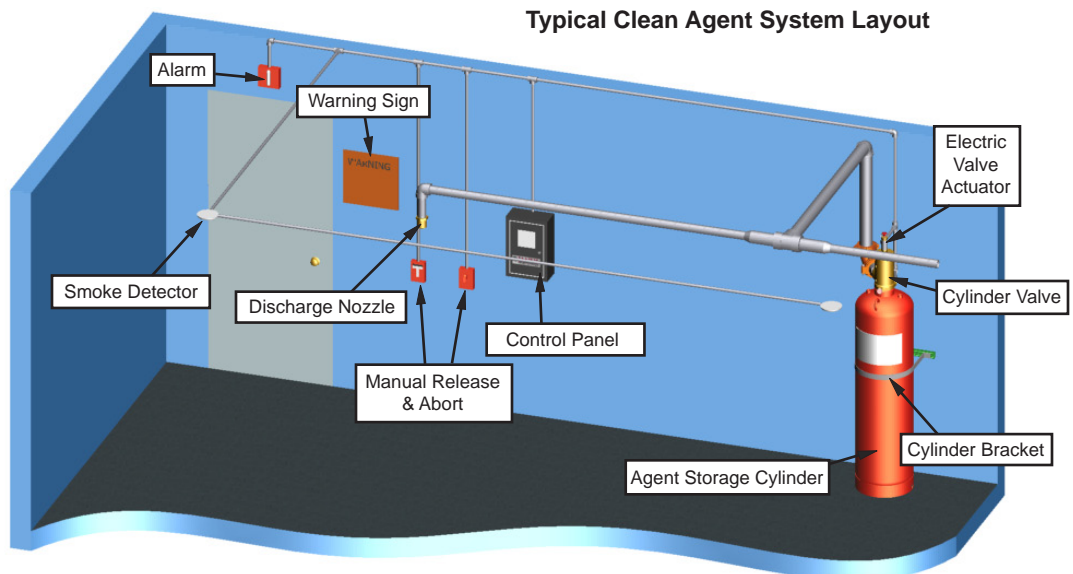 Typical Clean Agent System Layout
Alarm
Warning Sign
Electric
Valve
Actuator
WARNING
Smoke Detector
Discharge Nozzle
Control Panel
Cylinder Valve
Manual Release
& Abort
Cylinder Bracket
Agent Storage Cylinder